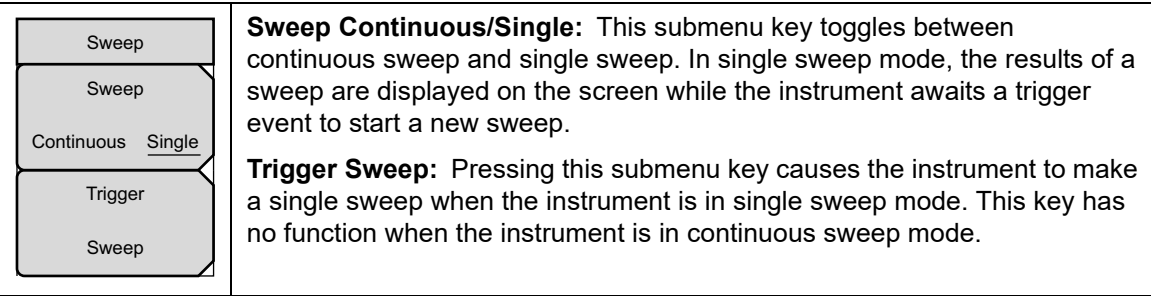 Sweep
Sweep
Continuous Single
Trigger
Sweep
Sweep Continuous/Single: This submenu key toggles between
continuous sweep and single sweep. In single sweep mode, the results of a
sweep are displayed on the screen while the instrument awaits a trigger
event to start a new sweep.
Trigger Sweep: Pressing this submenu key causes the instrument to make
a single sweep when the instrument is in single sweep mode. This key has
no function when the instrument is in continuous sweep mode.